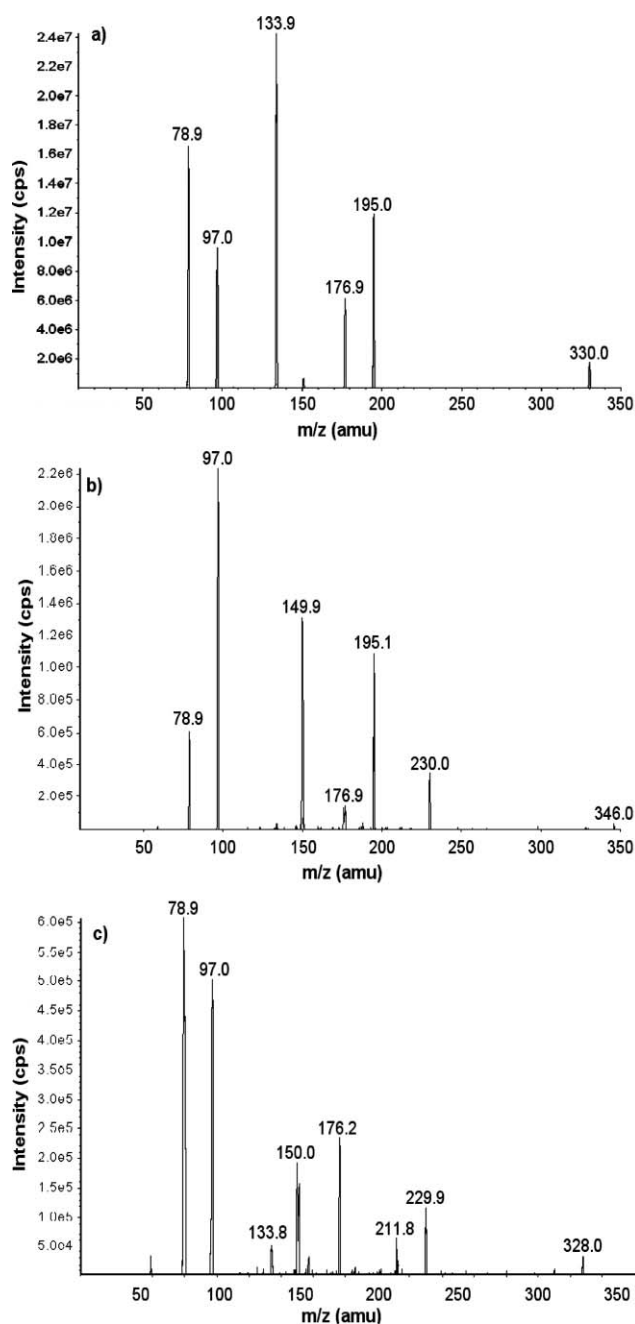 a)
Intensity (cps)
2.4e7
2.2e7
2.0e7
1.8e7
1.6e7
1.4e7
1.2e7
1.0e7
8.0e6
6.0e6
4.0e6
2.0e6
78.9
97.0
133.9
176.9
195.0
330.0
50 100 150 200 250 300 350
m/z (amu)
b)
Intensity (cps)
2.2e6
2.0e6
1.8e6
1.6e6
1.4e6
1.2e6
1.0e6
8.0e5
6.0e5
4.0e5
2.0e5
78.9
97.0
149.9
176.9
195.1
230.0
346.0
50 100 150 200 250 300 350
m/z (amu)
c)
Intensity (cps)
6.0e5
5.5e5
5.0e5
4.5e5
4.0e5
3.5e5
3.0e5
2.5e5
2.0e5
1.5e5
1.0e5
5.0e4
78.9
97.0
133.8
150.0
176.2
211.8
229.9
328.0
50 100 150 200 250 300 350
m/z (amu)